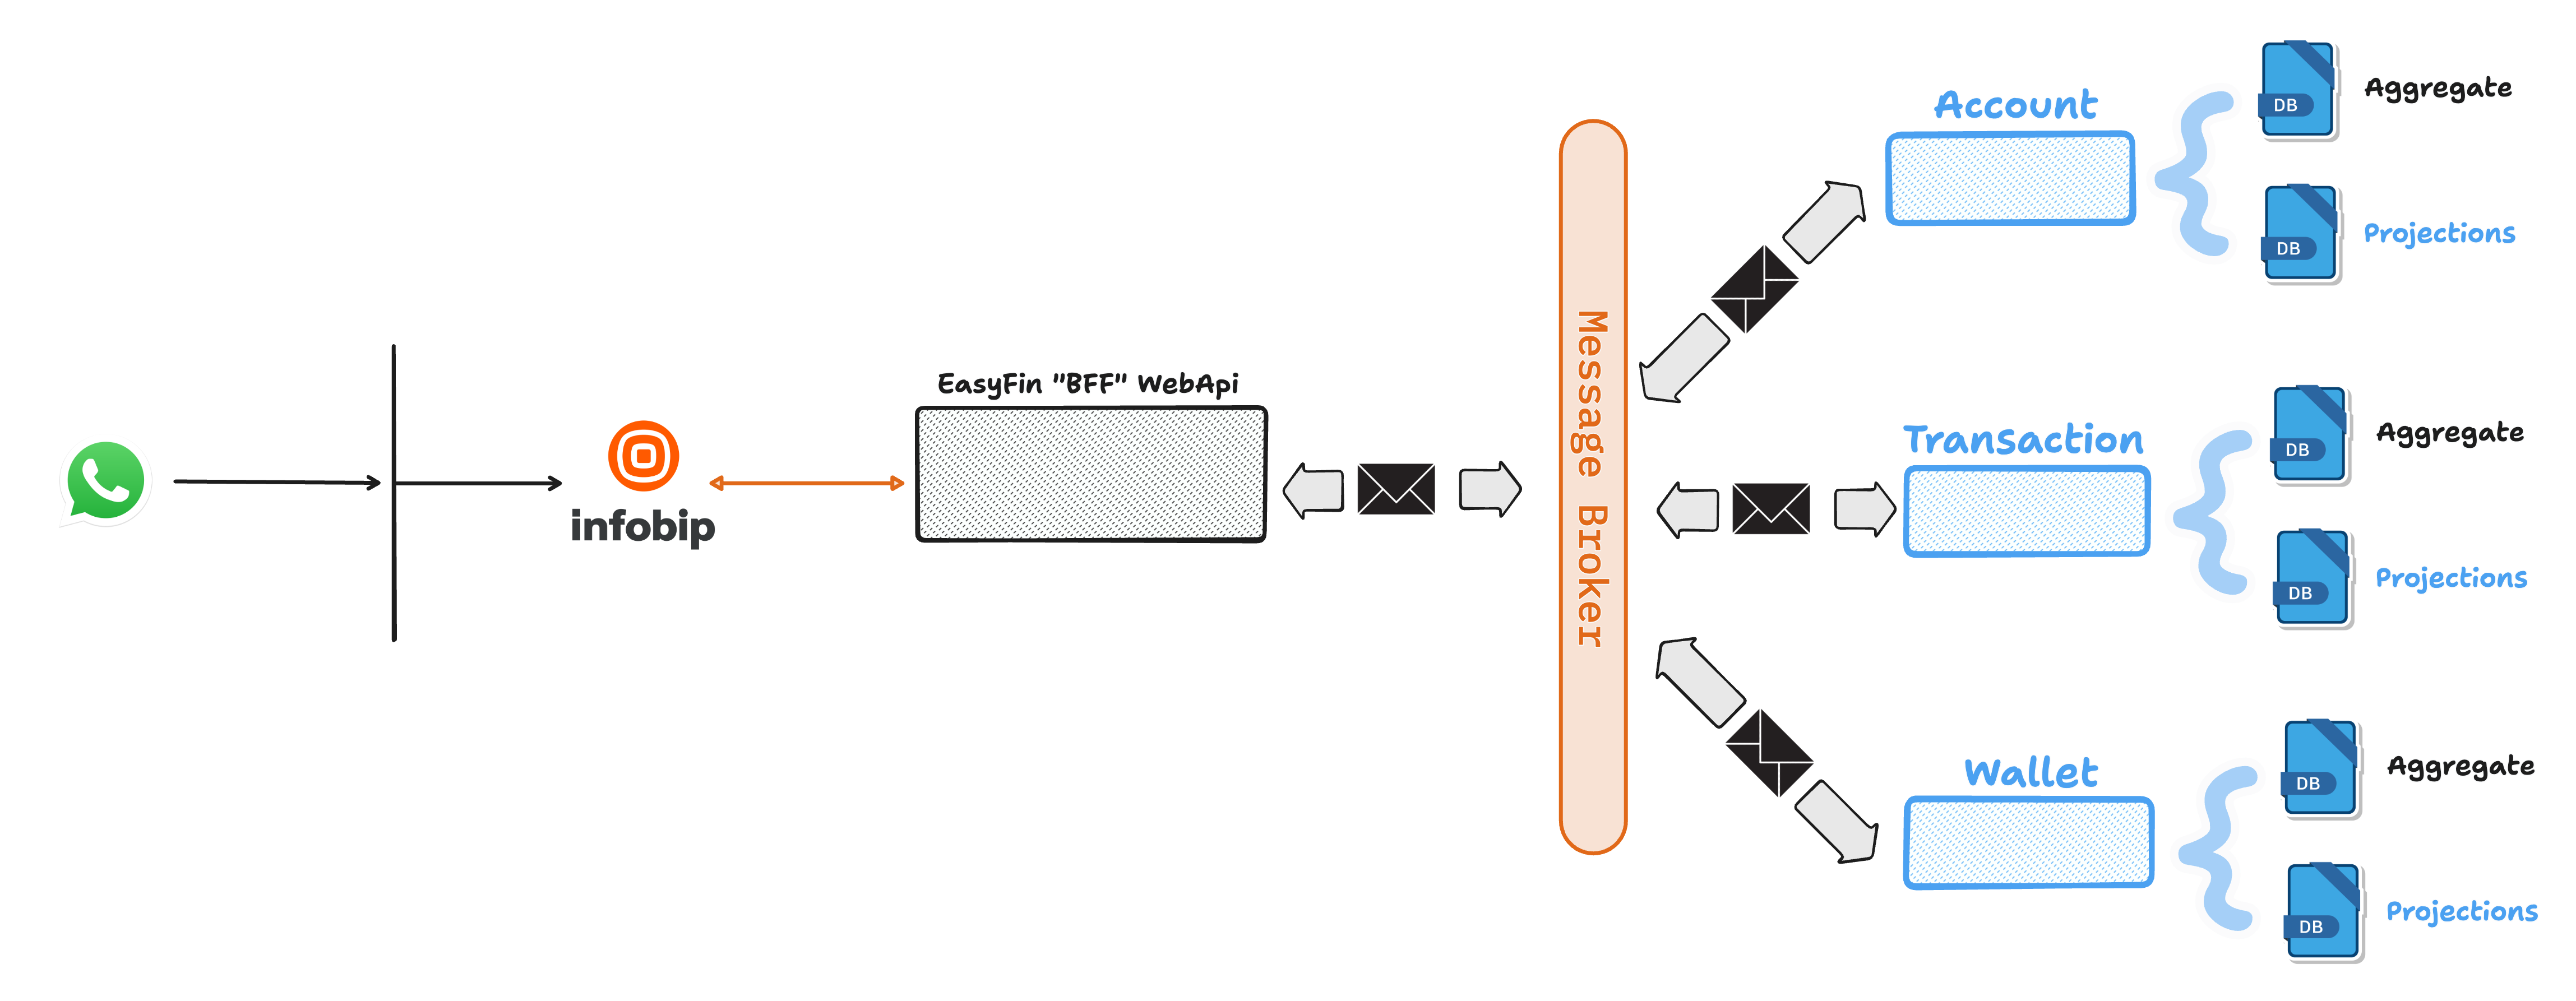 infobip
EasyFin "BFF" WebApi
Message Broker
Account
DB
Aggregate
DB
Projections
Transaction
DB
Aggregate
DB
Projections
Wallet
DB
Aggregate
DB
Projections